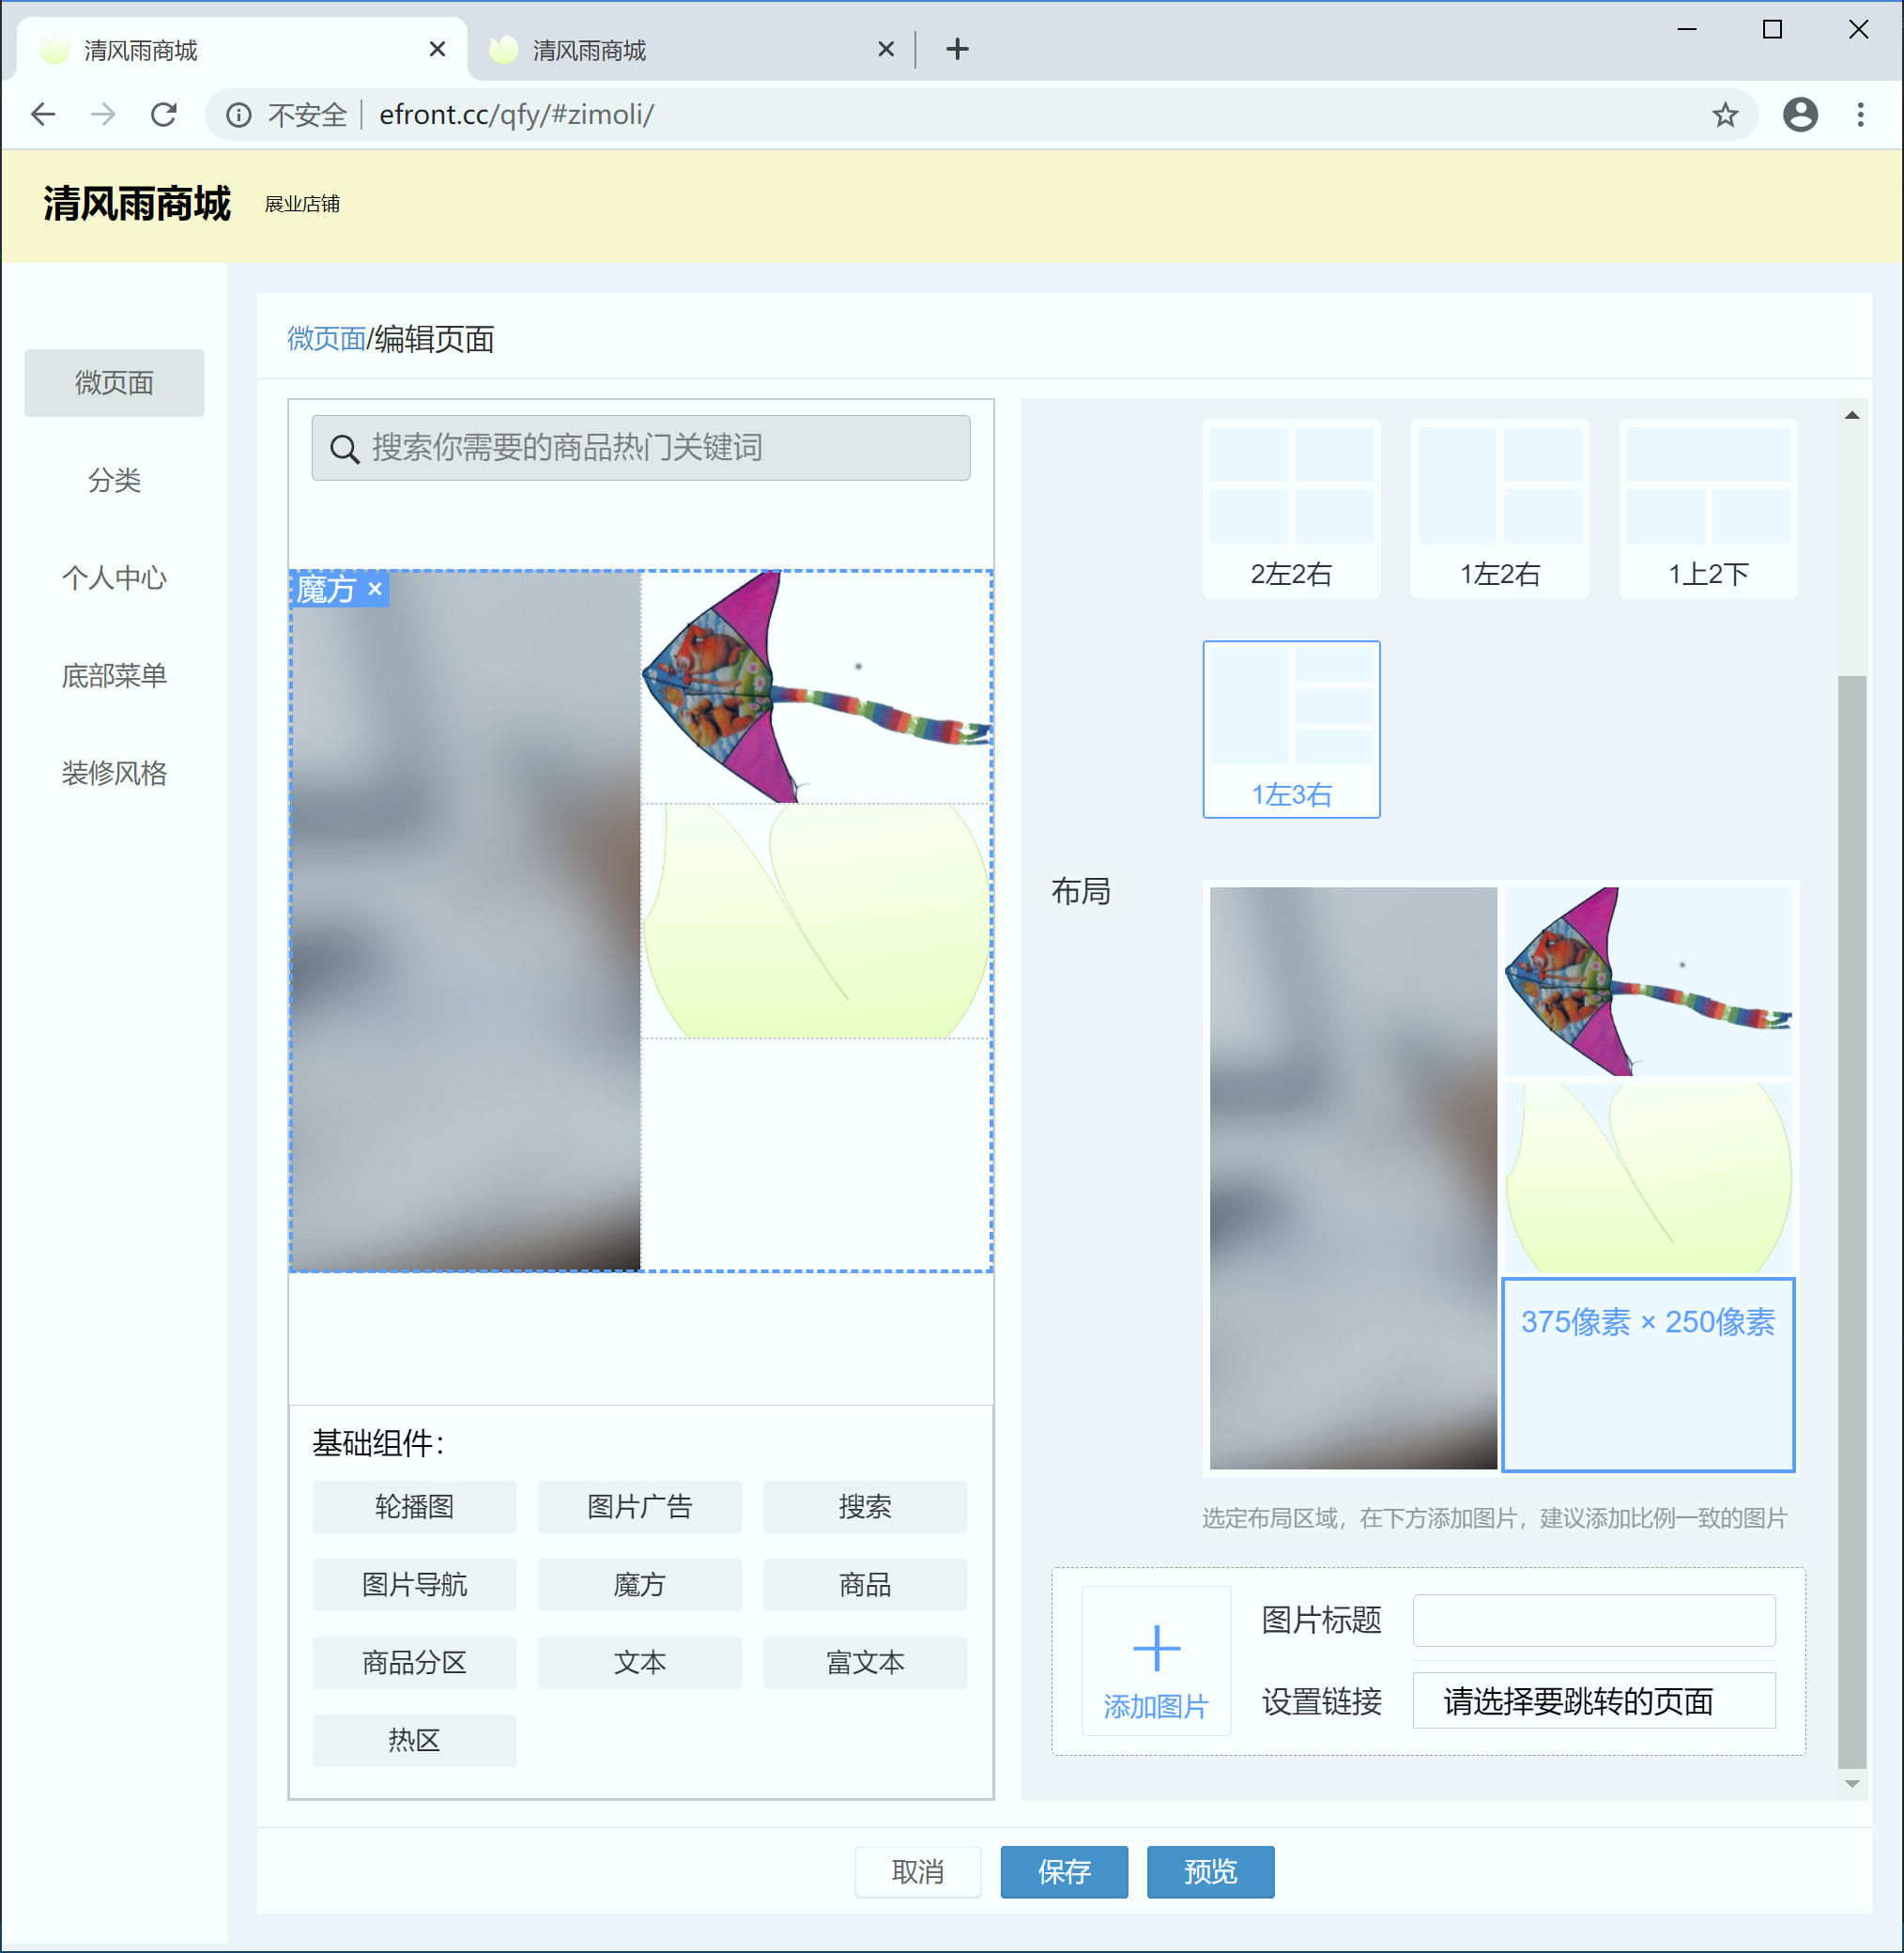 清风雨商城
清风雨商城
不安全
efront.cc/qfy/#zimoli/
清风雨商城
展业店铺
微页面
分类
个人中心
底部菜单
装修风格
微页面/编辑页面
搜索你需要的商品热门关键词
魔方 ×
基础组件：
轮播图
图片广告
搜索
图片导航
魔方
商品
商品分区
文本
富文本
热区
2左2右
1左2右
1上2下
1左3右
布局
375像素 × 250像素
选定布局区域，在下方添加图片，建议添加比例一致的图片
添加图片
图片标题
设置链接
请选择要跳转的页面
取消
保存
预览